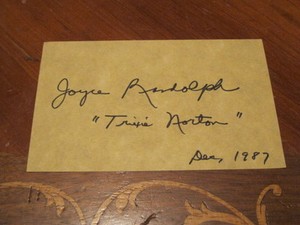 Joyce Randolph
"Trixie Norton"
Dec, 1987